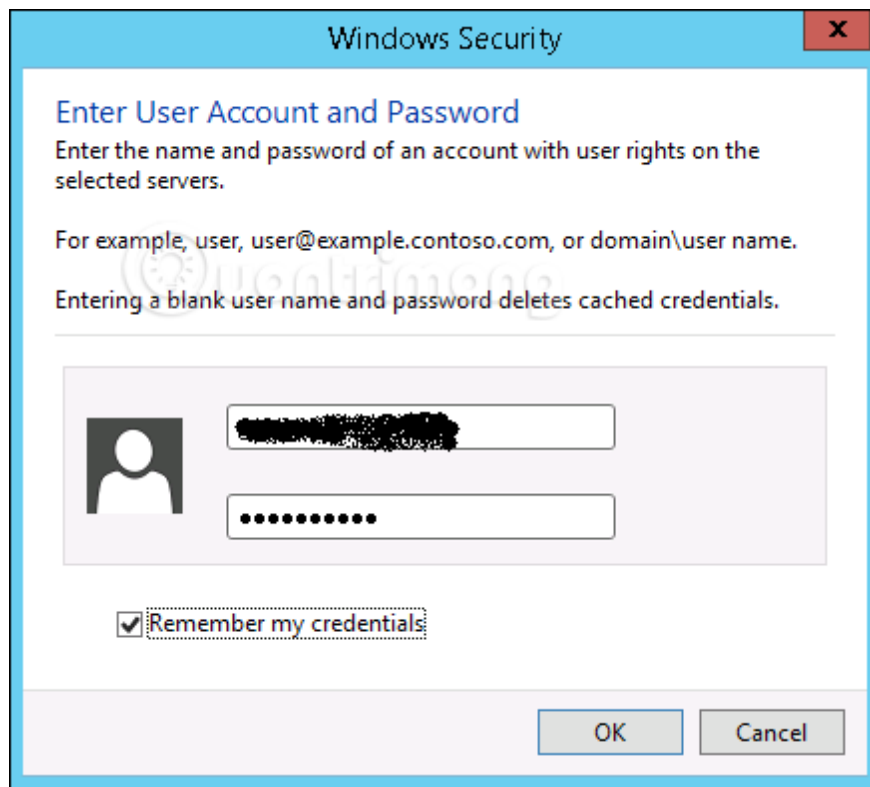 Windows Security
x
Enter User Account and Password
Enter the name and password of an account with user rights on the
selected servers.
For example, user, user@example.contoso.com, or domain\user name.
Quantrimang
Entering a blank user name and password deletes cached credentials.
Remember my credentials
OK
Cancel